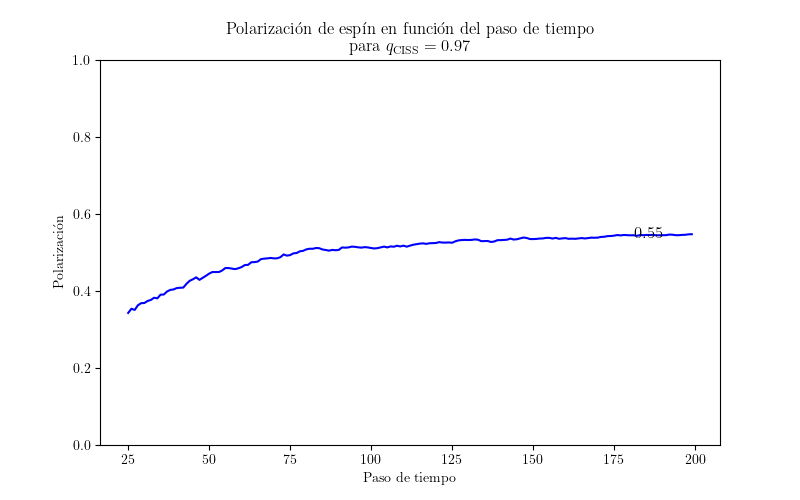 Polarización de espín en función del paso de tiempo
para qCISS = 0.97
1.0
0.8
0.6
0.55
Polarización
0.4
0.2
0.0
25 50 75 100 125 150 175 200
Paso de tiempo